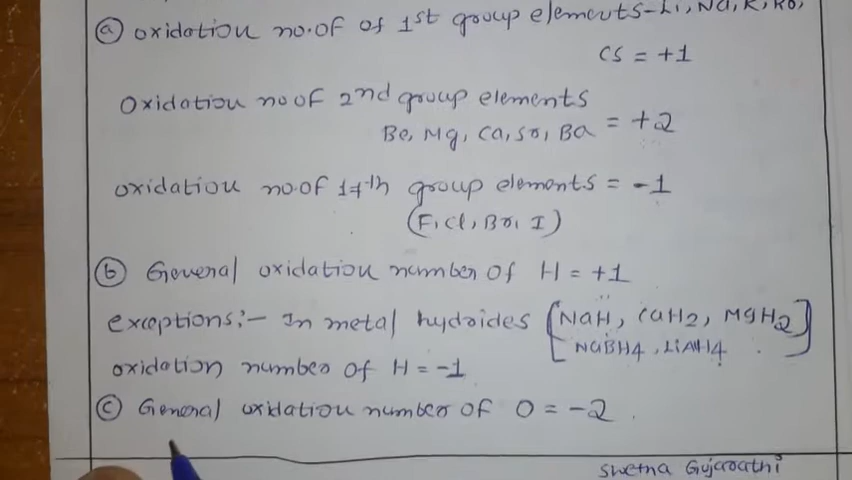 (a) oxidation no. of of 1st group elements - Li, Na, K, Rb,
Cs = +1
Oxidation no of 2nd group elements
Be, Mg, Ca, Sr, Ba = +2
oxidation no. of 17th group elements = -1
(F, Cl, Br, I)
(b) General oxidation number of H = +1
exceptions:- In metal hydrides [NaH, CaH2, MgH2]
NaBH4, LiAlH4
oxidation number of H = -1
(c) General oxidation number of O = -2.
Shetna Gujarathi